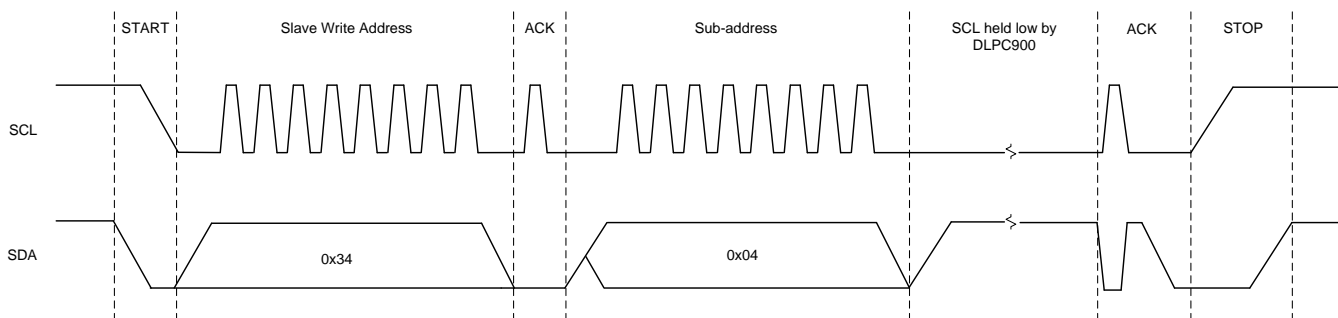 START Slave Write Address ACK Sub-address SCL held low by DLPC900 ACK STOP
SCL
SDA 0x34 0x04